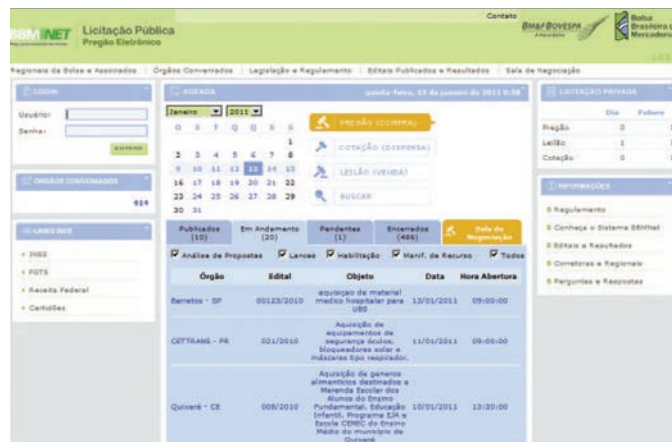 Contato
BBMNET
Licitação Pública
Pregão Eletrônico
BM&FBOVESPA
Bolsa
Brasileira
Mercadorias
Regionais da Bolsa e Associados
Órgãos Conveniados
Legislação e Regulamento
Editais Publicados e Resultados
Sala de Negociação
LOGIN
Usuário:
Senha:
ÓRGÃOS CONVENIADOS
614
LINKS WEB
INSS
FGTS
Receita Federal
Certidões
AGENDA
quinta-feira, 13 de janeiro de 2011 9:58
Janeiro 2011
D S T Q Q S S
1
2 3 4 5 6 7 8
9 10 11 12 13 14 15
16 17 18 19 20 21 22
23 24 25 26 27 28 29
30 31
PREGÃO (COMPRA)
COTAÇÃO (DISPENSA)
LEILÃO (VENDA)
BUSCAR
Publicados (10)
Em Andamento (20)
Pendentes (1)
Encerrados (486)
Sala de Negociação
Análise de Propostas Lances Habilitação Manif. de Recurso Todos
Órgão Edital Objeto Data Hora Abertura
Barretos - SP 00123/2010 aquisiçao de material medico hospitalar para UBS 13/01/2011 09:00:00
CETTRANS - PR 021/2010 Aquisição de equipamentos de segurança óculos, bloqueadores solar e máscaras tipo respirador. 11/01/2011 09:00:00
Quixeré - CE 008/2010 Aquisição de generos alimenticios destinados a Merenda Escolar dos Alunos do Ensino Fundamental, Educação Infantil, Programa EJA e Escola CENEC do Ensino Médio do município de Quixeré 10/01/2011 13:30:00
LICITAÇÃO PRIVADA
Dia Futuro
Pregão 0
Leilão 1
Cotação 0
INFORMAÇÕES
Regulamento
Conheça o Sistema BBMnet
Editais e Resultados
Corretoras e Regionais
Perguntas e Respostas